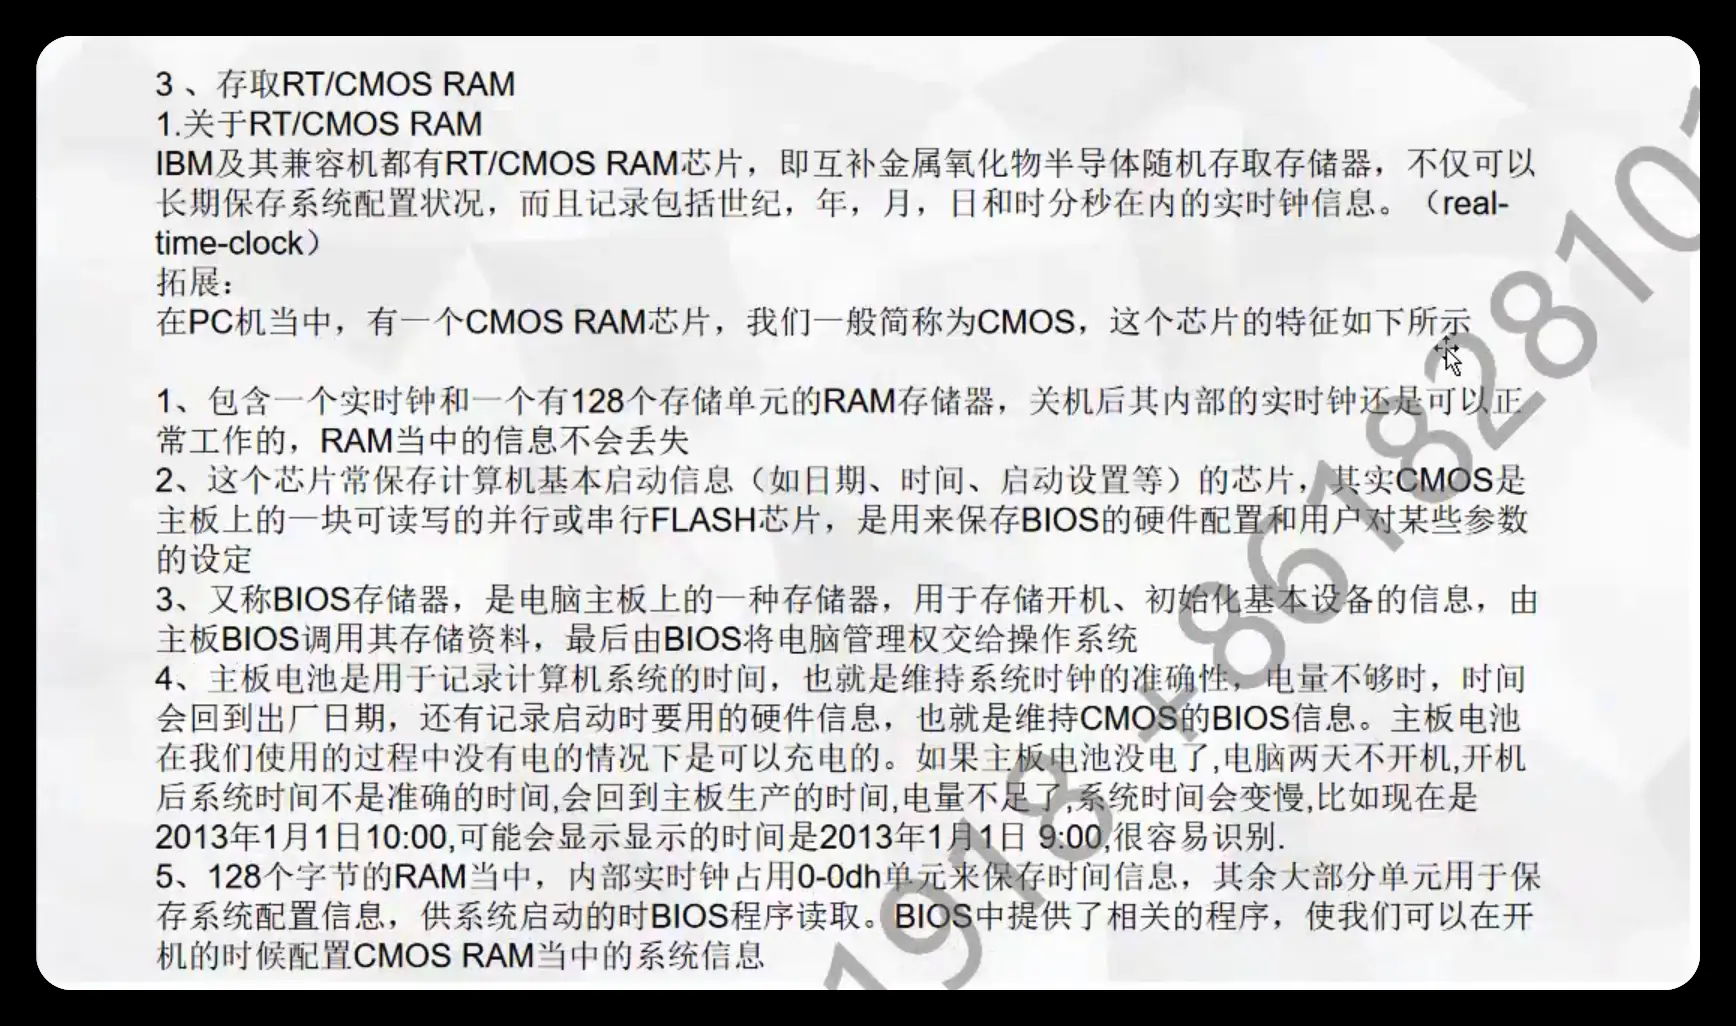 3 、存取RT/CMOS RAM
1.关于RT/CMOS RAM
IBM及其兼容机都有RT/CMOS RAM芯片，即互补金属氧化物半导体随机存取存储器，不仅可以
长期保存系统配置状况，而且记录包括世纪，年，月，日和时分秒在内的实时钟信息。（real-
time-clock）
拓展：
在PC机当中，有一个CMOS RAM芯片，我们一般简称为CMOS，这个芯片的特征如下所示
1、包含一个实时钟和一个有128个存储单元的RAM存储器，关机后其内部的实时钟还是可以正
常工作的，RAM当中的信息不会丢失
2、这个芯片常保存计算机基本启动信息（如日期、时间、启动设置等）的芯片，其实CMOS是
主板上的一块可读写的并行或串行FLASH芯片，是用来保存BIOS的硬件配置和用户对某些参数
的设定
3、又称BIOS存储器，是电脑主板上的一种存储器，用于存储开机、初始化基本设备的信息，由
主板BIOS调用其存储资料，最后由BIOS将电脑管理权交给操作系统
4、主板电池是用于记录计算机系统的时间，也就是维持系统时钟的准确性，电量不够时，时间
会回到出厂日期，还有记录启动时要用的硬件信息，也就是维持CMOS的BIOS信息。主板电池
在我们使用的过程中没有电的情况下是可以充电的。如果主板电池没电了,电脑两天不开机,开机
后系统时间不是准确的时间,会回到主板生产的时间,电量不足了,系统时间会变慢,比如现在是
2013年1月1日10:00,可能会显示显示的时间是2013年1月1日 9:00,很容易识别.
5、128个字节的RAM当中，内部实时钟占用0-0dh单元来保存时间信息，其余大部分单元用于保
存系统配置信息，供系统启动的时BIOS程序读取。BIOS中提供了相关的程序，使我们可以在开
机的时候配置CMOS RAM当中的系统信息
1918 +86182810